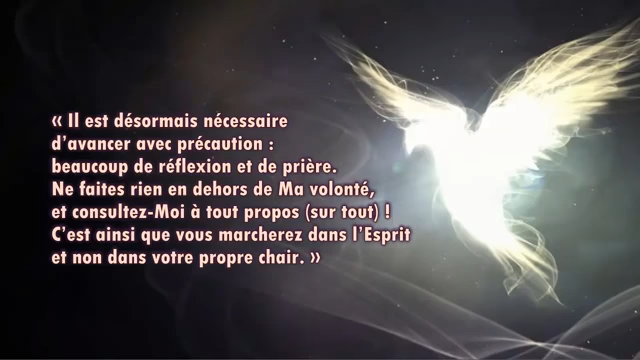 « Il est désormais nécessaire
d’avancer avec précaution :
beaucoup de réflexion et de prière.
Ne faites rien en dehors de Ma volonté,
et consultez-Moi à tout propos (sur tout) !
C’est ainsi que vous marcherez dans l’Esprit
et non dans votre propre chair. »